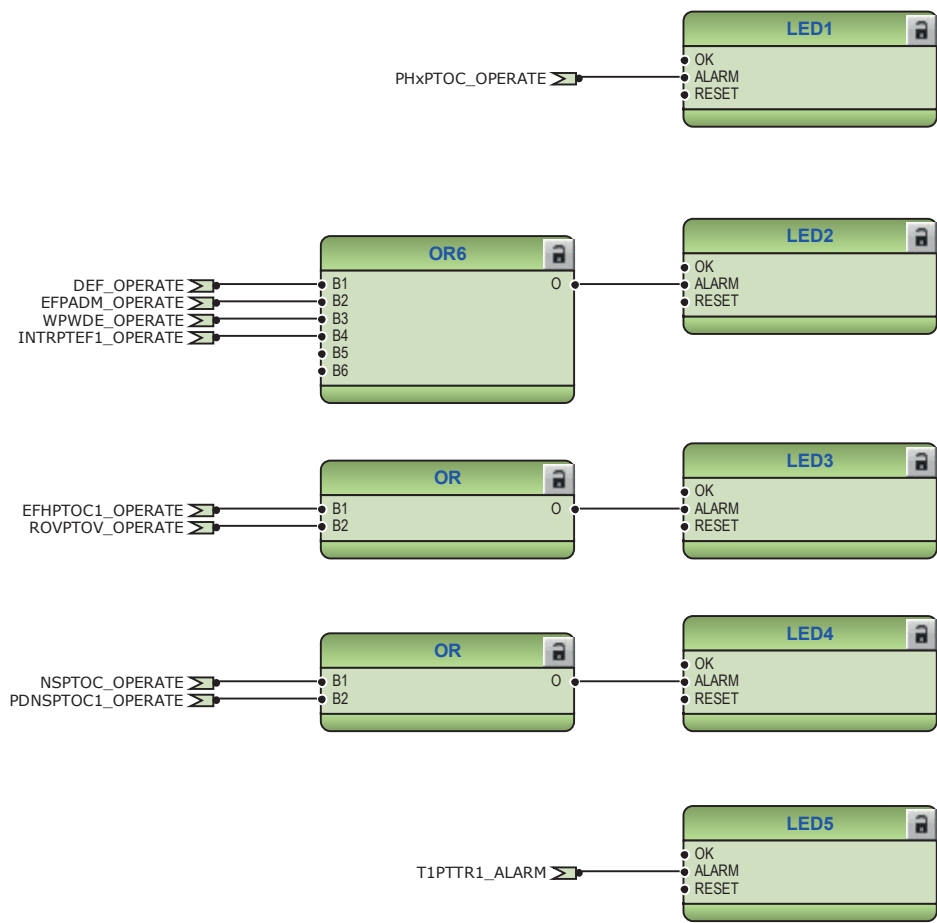 LED1
OK
PHxPTOC_OPERATE ALARM
RESET
LED2
OR6
OK
DEF_OPERATE B1 O ALARM
EFPADM_OPERATE B2 RESET
WPWDE_OPERATE B3
INTRPTEF1_OPERATE B4
B5
B6
LED3
OR
OK
EFHPTOC1_OPERATE B1 O ALARM
ROVPTOV_OPERATE B2 RESET
LED4
OR
OK
NSPTOC_OPERATE B1 O ALARM
PDNSPTOC1_OPERATE B2 RESET
LED5
OK
T1PTTR1_ALARM ALARM
RESET